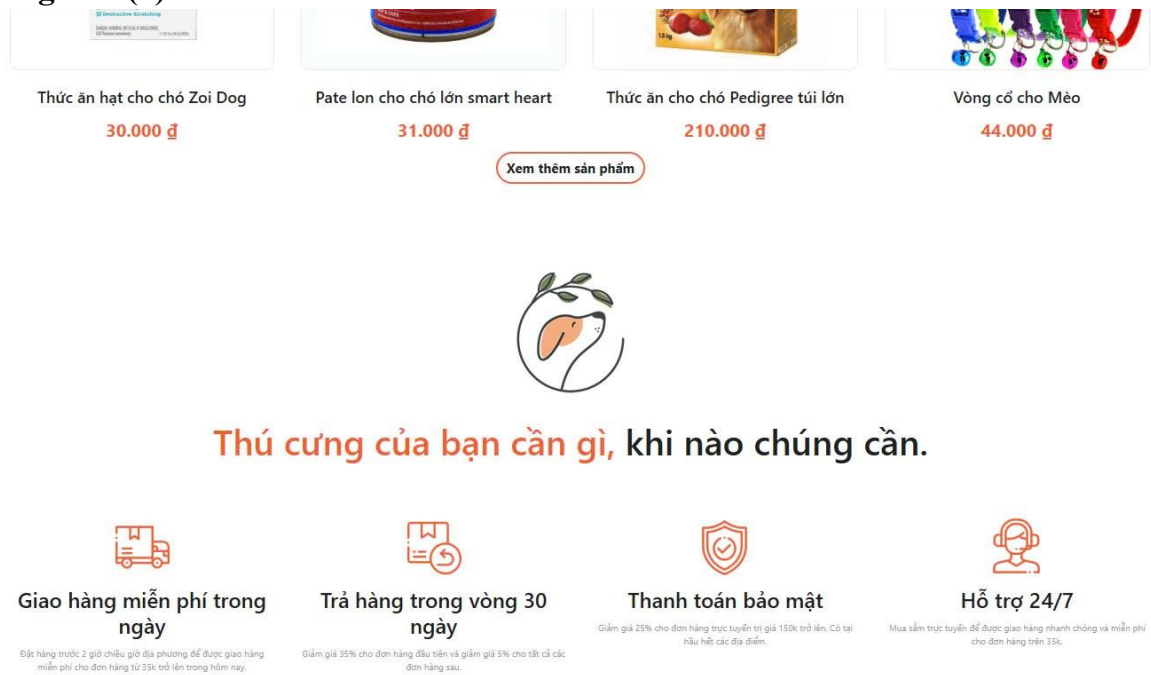 Destructive Scratching
1.5 kg
Thức ăn hạt cho chó Zoi Dog
Pate lon cho chó lớn smart heart
Thức ăn cho chó Pedigree túi lớn
Vòng cổ cho Mèo
30.000 ₫
31.000 ₫
210.000 ₫
44.000 ₫
Xem thêm sản phẩm
Thú cưng của bạn cần gì, khi nào chúng cần.
Giao hàng miễn phí trong
ngày
Đặt hàng trước 2 giờ chiều giờ địa phương để được giao hàng
miễn phí cho đơn hàng từ 35k trở lên trong hôm nay.
Trả hàng trong vòng 30
ngày
Giảm giá 35% cho đơn hàng đầu tiên và giảm giá 5% cho tất cả các
đơn hàng sau.
Thanh toán bảo mật
Giảm giá 25% cho đơn hàng trực tuyến trị giá 150k trở lên. Có tại
hầu hết các địa điểm.
Hỗ trợ 24/7
Mua sắm trực tuyến để được giao hàng nhanh chóng và miễn phí
cho đơn hàng trên 35k.